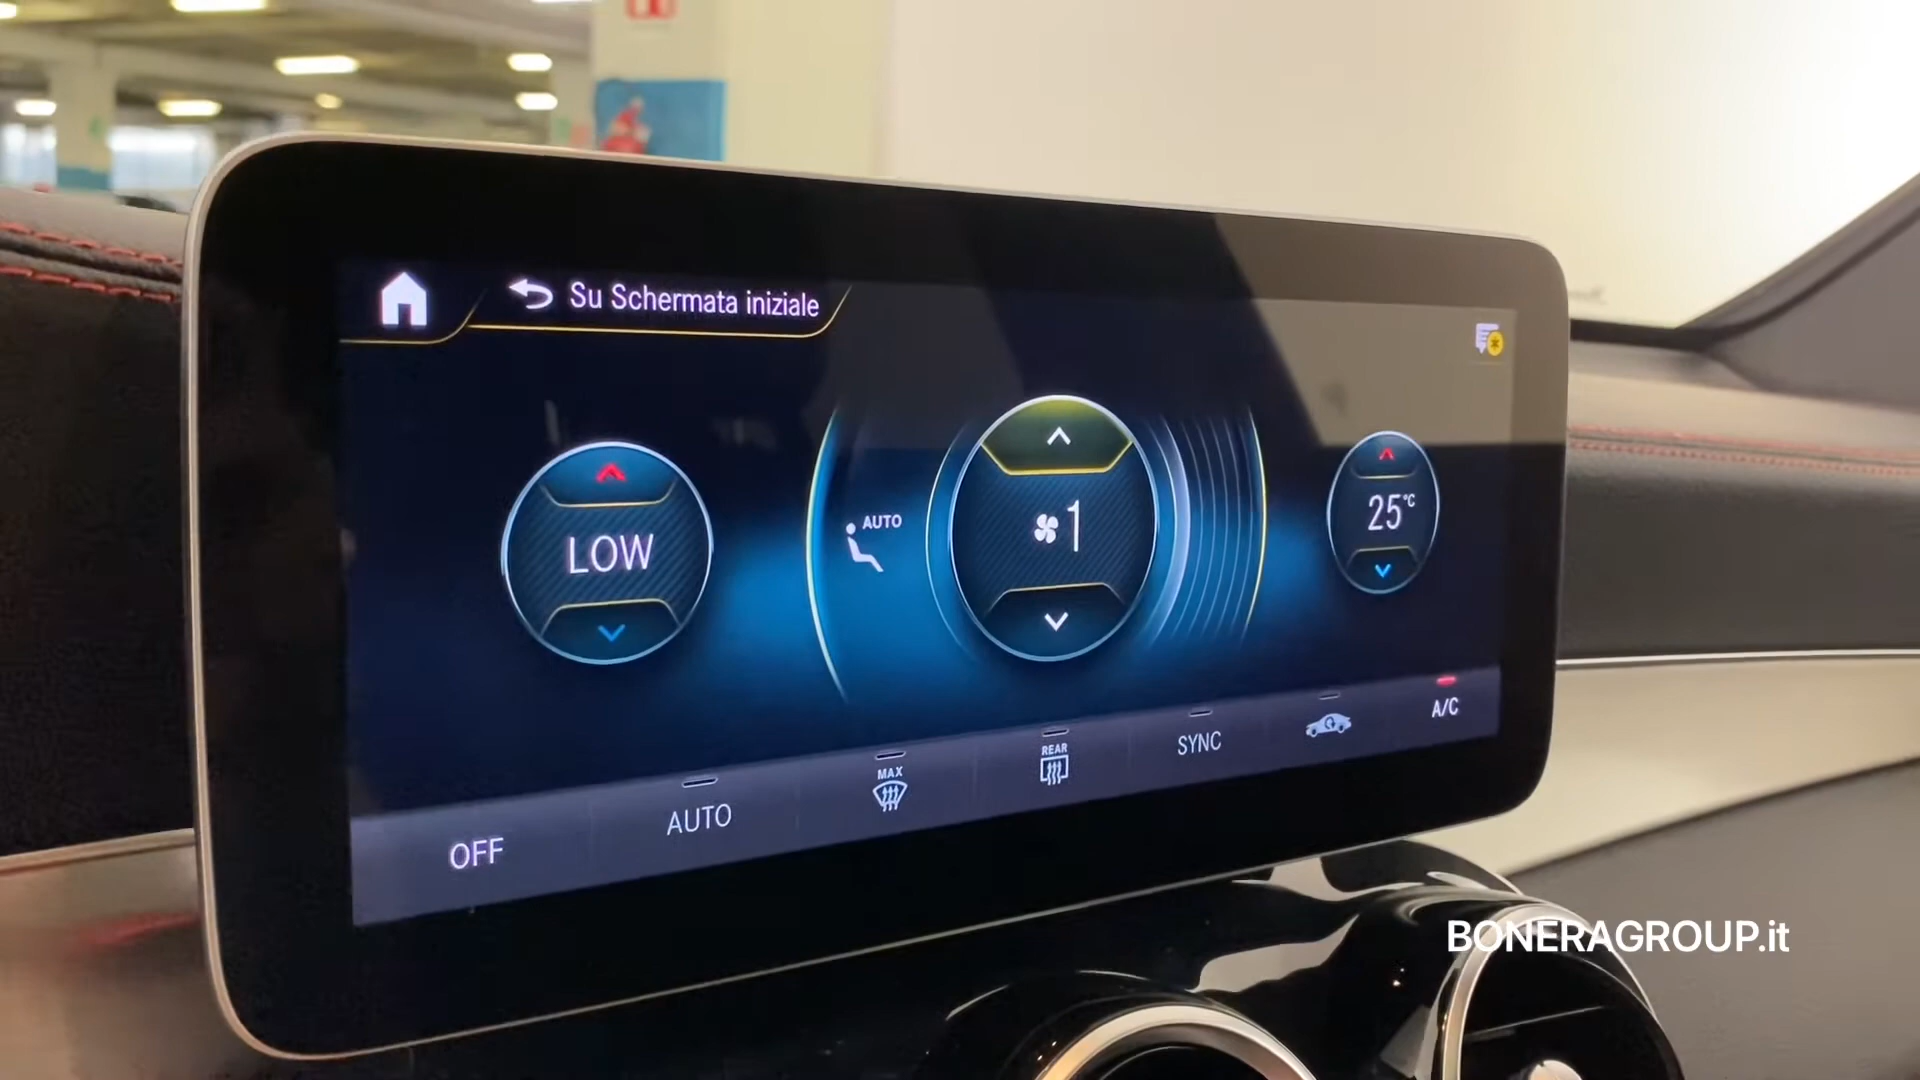 Su Schermata iniziale
LOW
AUTO
1
25°C
OFF
AUTO
MAX
REAR
SYNC
A/C
BONERAGROUP.it